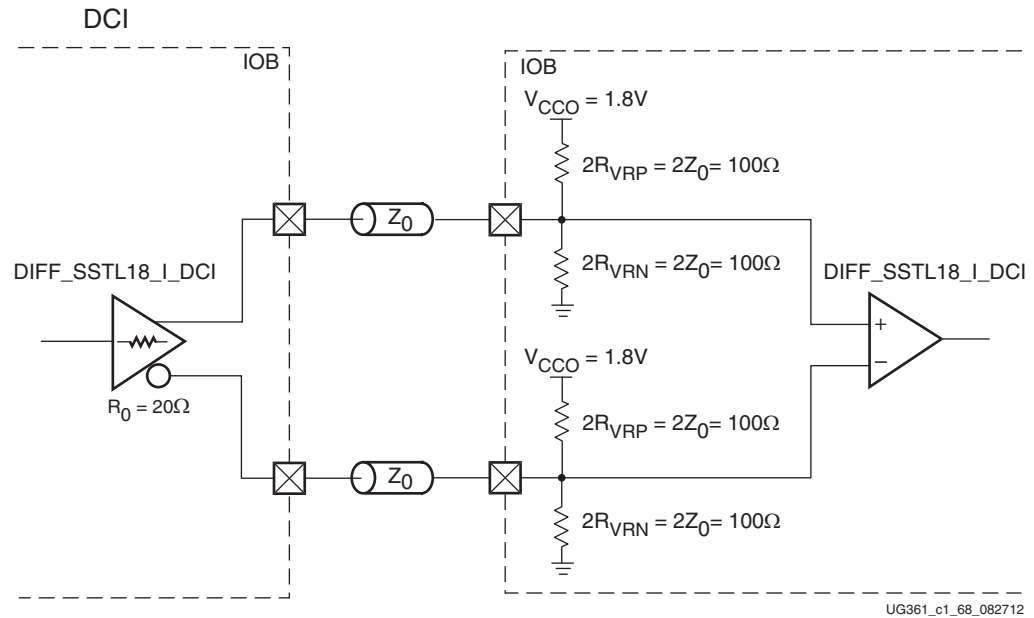 DCI
IOB
IOB
V_CCO = 1.8V
2R_VRP = 2Z_0 = 100Ω
Z_0
2R_VRN = 2Z_0 = 100Ω
DIFF_SSTL18_I_DCI
DIFF_SSTL18_I_DCI
+
−
R_0 = 20Ω
V_CCO = 1.8V
2R_VRP = 2Z_0 = 100Ω
Z_0
2R_VRN = 2Z_0 = 100Ω
UG361_c1_68_082712